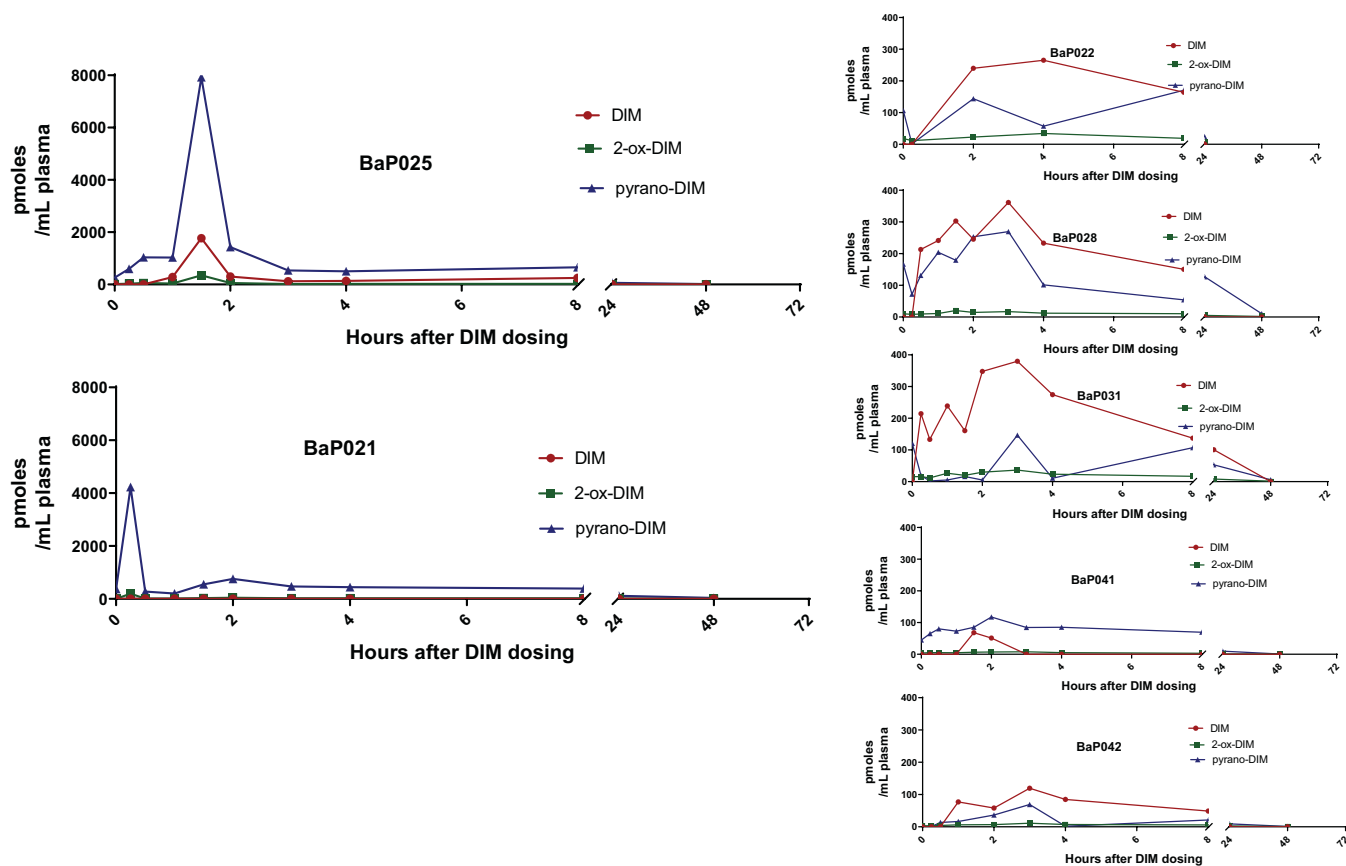 8000
6000
4000
2000
0
pmoles
/mL plasma
BaP025
DIM
2-ox-DIM
pyrano-DIM
0
2
4
6
8
24
48
72
Hours after DIM dosing
8000
6000
4000
2000
0
pmoles
/mL plasma
BaP021
DIM
2-ox-DIM
pyrano-DIM
0
2
4
6
8
24
48
72
Hours after DIM dosing
400
300
200
100
0
pmoles
/mL plasma
BaP022
DIM
2-ox-DIM
pyrano-DIM
0
2
4
8
24
48
72
Hours after DIM dosing
400
300
200
100
0
pmoles
/mL plasma
BaP028
DIM
2-ox-DIM
pyrano-DIM
0
2
4
8
24
48
72
Hours after DIM dosing
400
300
200
100
0
pmoles
/mL plasma
BaP031
DIM
2-ox-DIM
pyrano-DIM
0
2
4
6
8
24
48
72
Hours after DIM dosing
400
300
200
100
0
pmoles
/mL plasma
BaP041
DIM
2-ox-DIM
pyrano-DIM
0
2
4
6
8
24
48
72
Hours after DIM dosing
400
300
200
100
0
pmoles
/mL plasma
BaP042
DIM
2-ox-DIM
pyrano-DIM
0
2
4
6
8
24
48
72
Hours after DIM dosing